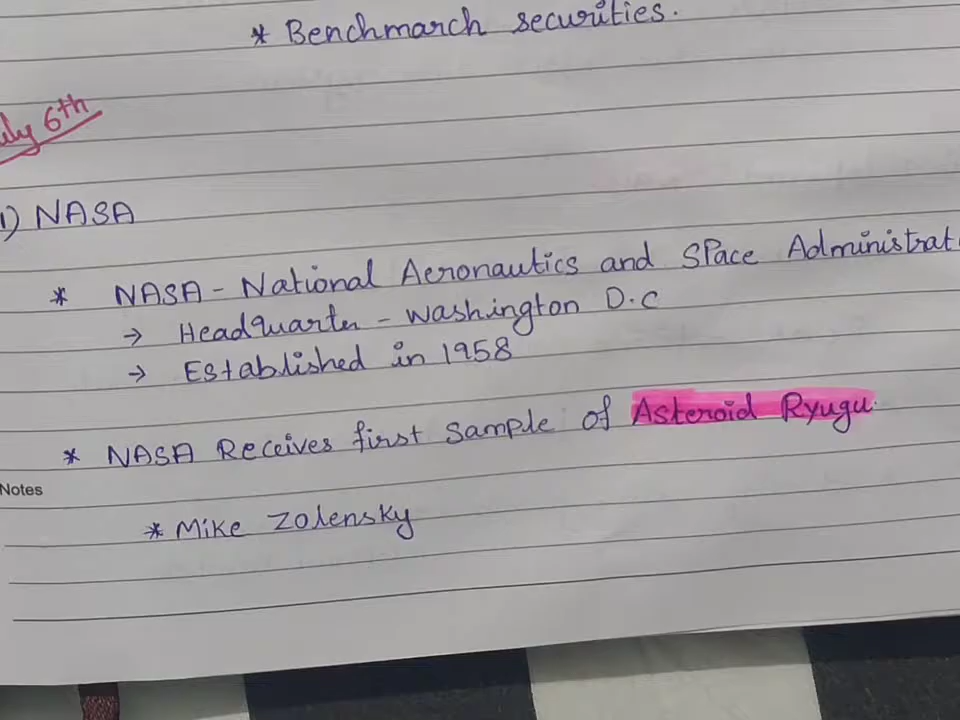 * Benchmarch securities.
uly 6th
1) NASA
* NASA - National Aeronautics and Space Administrat
→ Headquarter - Washington D.C
→ Established in 1958
* NASA Receives first Sample of Asteroid Ryugu.
Notes
* Mike Zolensky